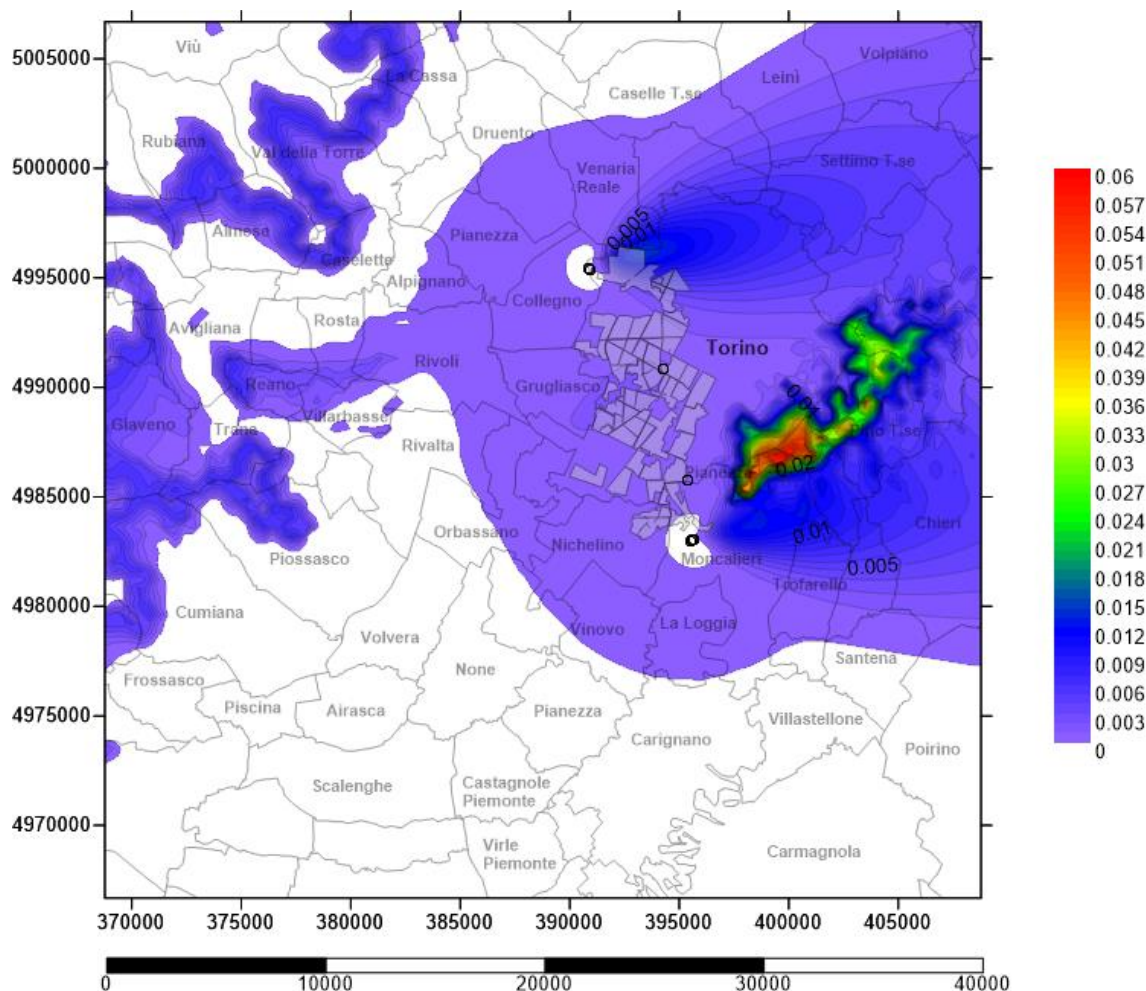 5005000
5000000
4995000
4990000
4985000
4980000
4975000
4970000
Viù
La Cassa
Caselle T.se
Leinì
Volpiano
Druento
Rubiana
Val della Torre
Venaria
Reale
Settimo T.se
Almese
Caselette
Pianezza
0.005
0.01
Alpignano
Collegno
Avigliana
Rosta
Rivoli
Torino
Reano
Grugliasco
0.01
Giaveno
Villarbasse
Trana
Rivalta
Pino T.se
0.02
Orbassano
Nichelino
Moncalieri
0.01
Chieri
Piossasco
0.005
Trofarello
Cumiana
Volvera
Vinovo
La Loggia
None
Santena
Frossasco
Piscina
Airasca
Pianezza
Villastellone
Carignano
Poirino
Scalenghe
Castagnole
Piemonte
Virle
Piemonte
Carmagnola
370000 375000 380000 385000 390000 395000 400000 405000
0 10000 20000 30000 40000
0.06
0.056
0.053
0.05
0.048
0.045
0.042
0.039
0.036
0.033
0.03
0.027
0.024
0.021
0.018
0.015
0.012
0.009
0.006
0.003
0